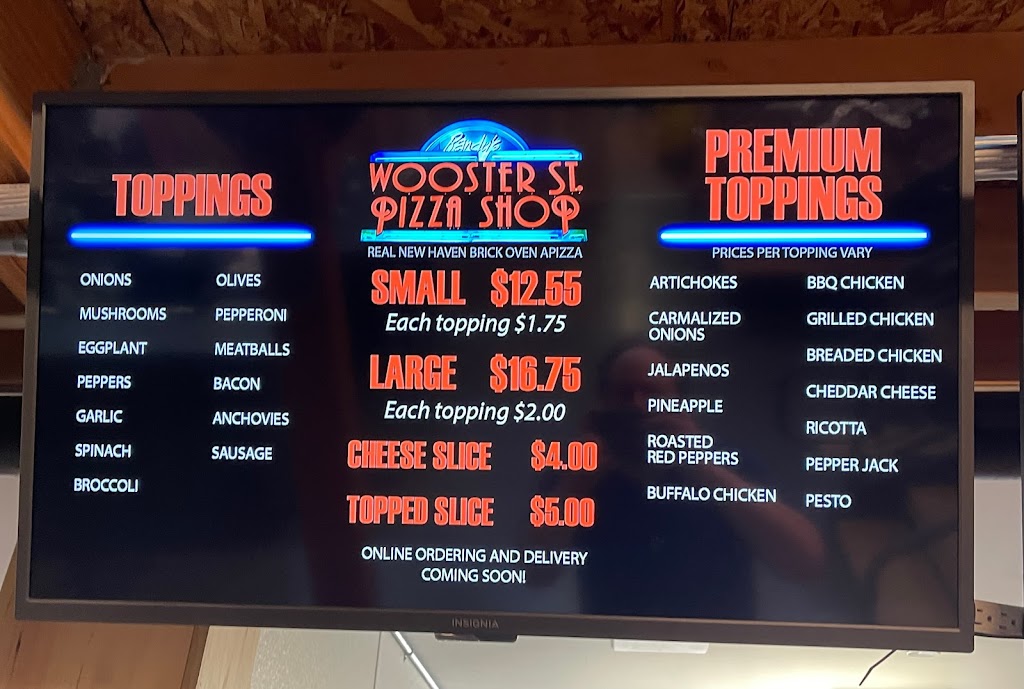 TOPPINGS
ONIONS
MUSHROOMS
EGGPLANT
PEPPERS
GARLIC
SPINACH
BROCCOLI
OLIVES
PEPPERONI
MEATBALLS
BACON
ANCHOVIES
SAUSAGE
Randy's
WOOSTER ST.
PIZZA SHOP
REAL NEW HAVEN BRICK OVEN APIZZA
SMALL $12.55
Each topping $1.75
LARGE $16.75
Each topping $2.00
CHEESE SLICE $4.00
TOPPED SLICE $5.00
ONLINE ORDERING AND DELIVERY
COMING SOON!
PREMIUM
TOPPINGS
PRICES PER TOPPING VARY
ARTICHOKES
CARMALIZED
ONIONS
JALAPENOS
PINEAPPLE
ROASTED
RED PEPPERS
BUFFALO CHICKEN
BBQ CHICKEN
GRILLED CHICKEN
BREADED CHICKEN
CHEDDAR CHEESE
RICOTTA
PEPPER JACK
PESTO
INSIGNIA